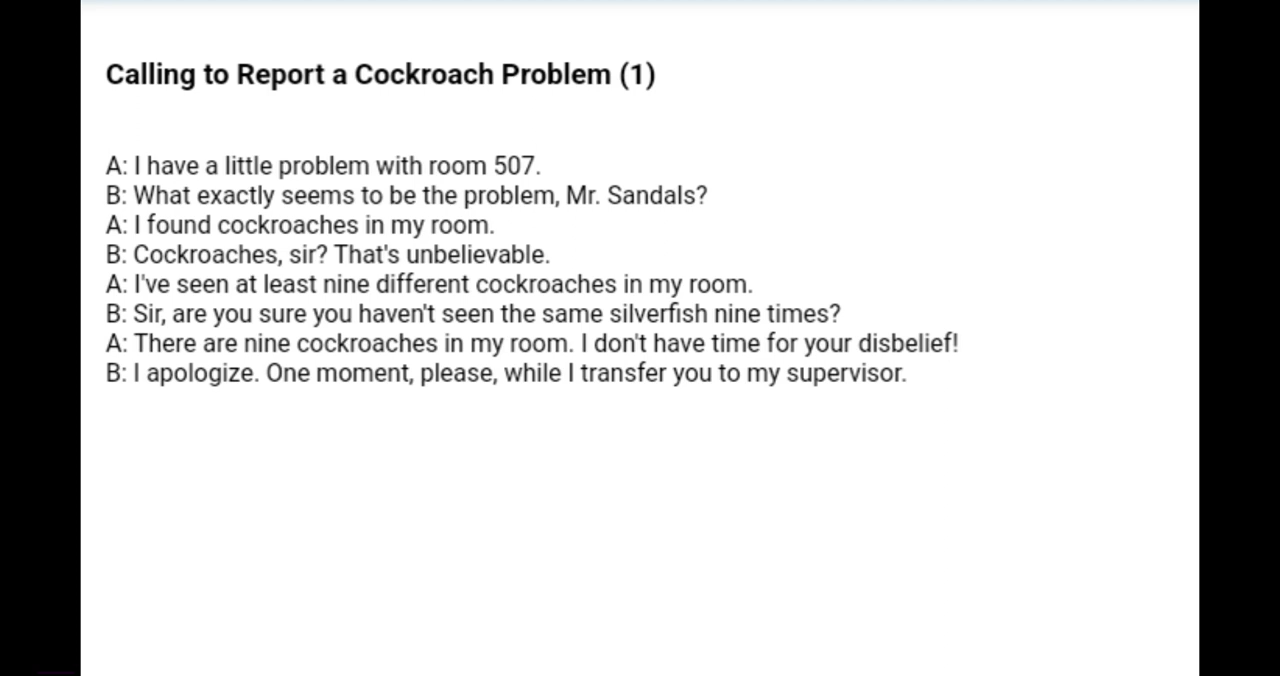 Calling to Report a Cockroach Problem (1)
A: I have a little problem with room 507.
B: What exactly seems to be the problem, Mr. Sandals?
A: I found cockroaches in my room.
B: Cockroaches, sir? That's unbelievable.
A: I've seen at least nine different cockroaches in my room.
B: Sir, are you sure you haven't seen the same silverfish nine times?
A: There are nine cockroaches in my room. I don't have time for your disbelief!
B: I apologize. One moment, please, while I transfer you to my supervisor.